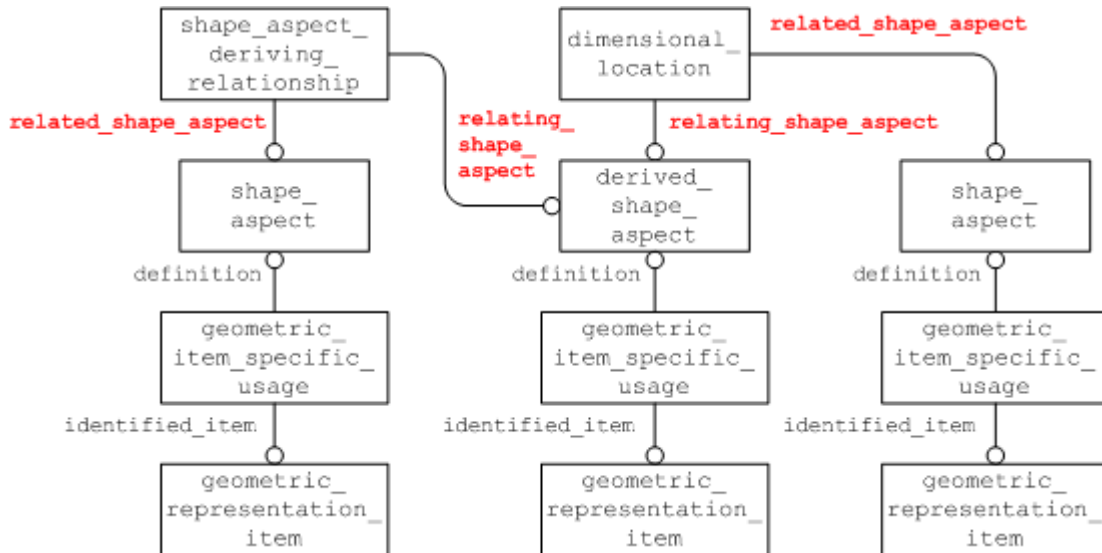 shape_aspect_
deriving_
relationship
dimensional_
location
related_shape_aspect
related_shape_aspect
relating_
shape_
aspect
relating_shape_aspect
shape_
aspect
derived_
shape_
aspect
shape_
aspect
definition
definition
definition
geometric_
item_specific_
usage
geometric_
item_specific_
usage
geometric_
item_specific_
usage
identified_item
identified_item
identified_item
geometric_
representation_
item
geometric_
representation_
item
geometric_
representation_
item